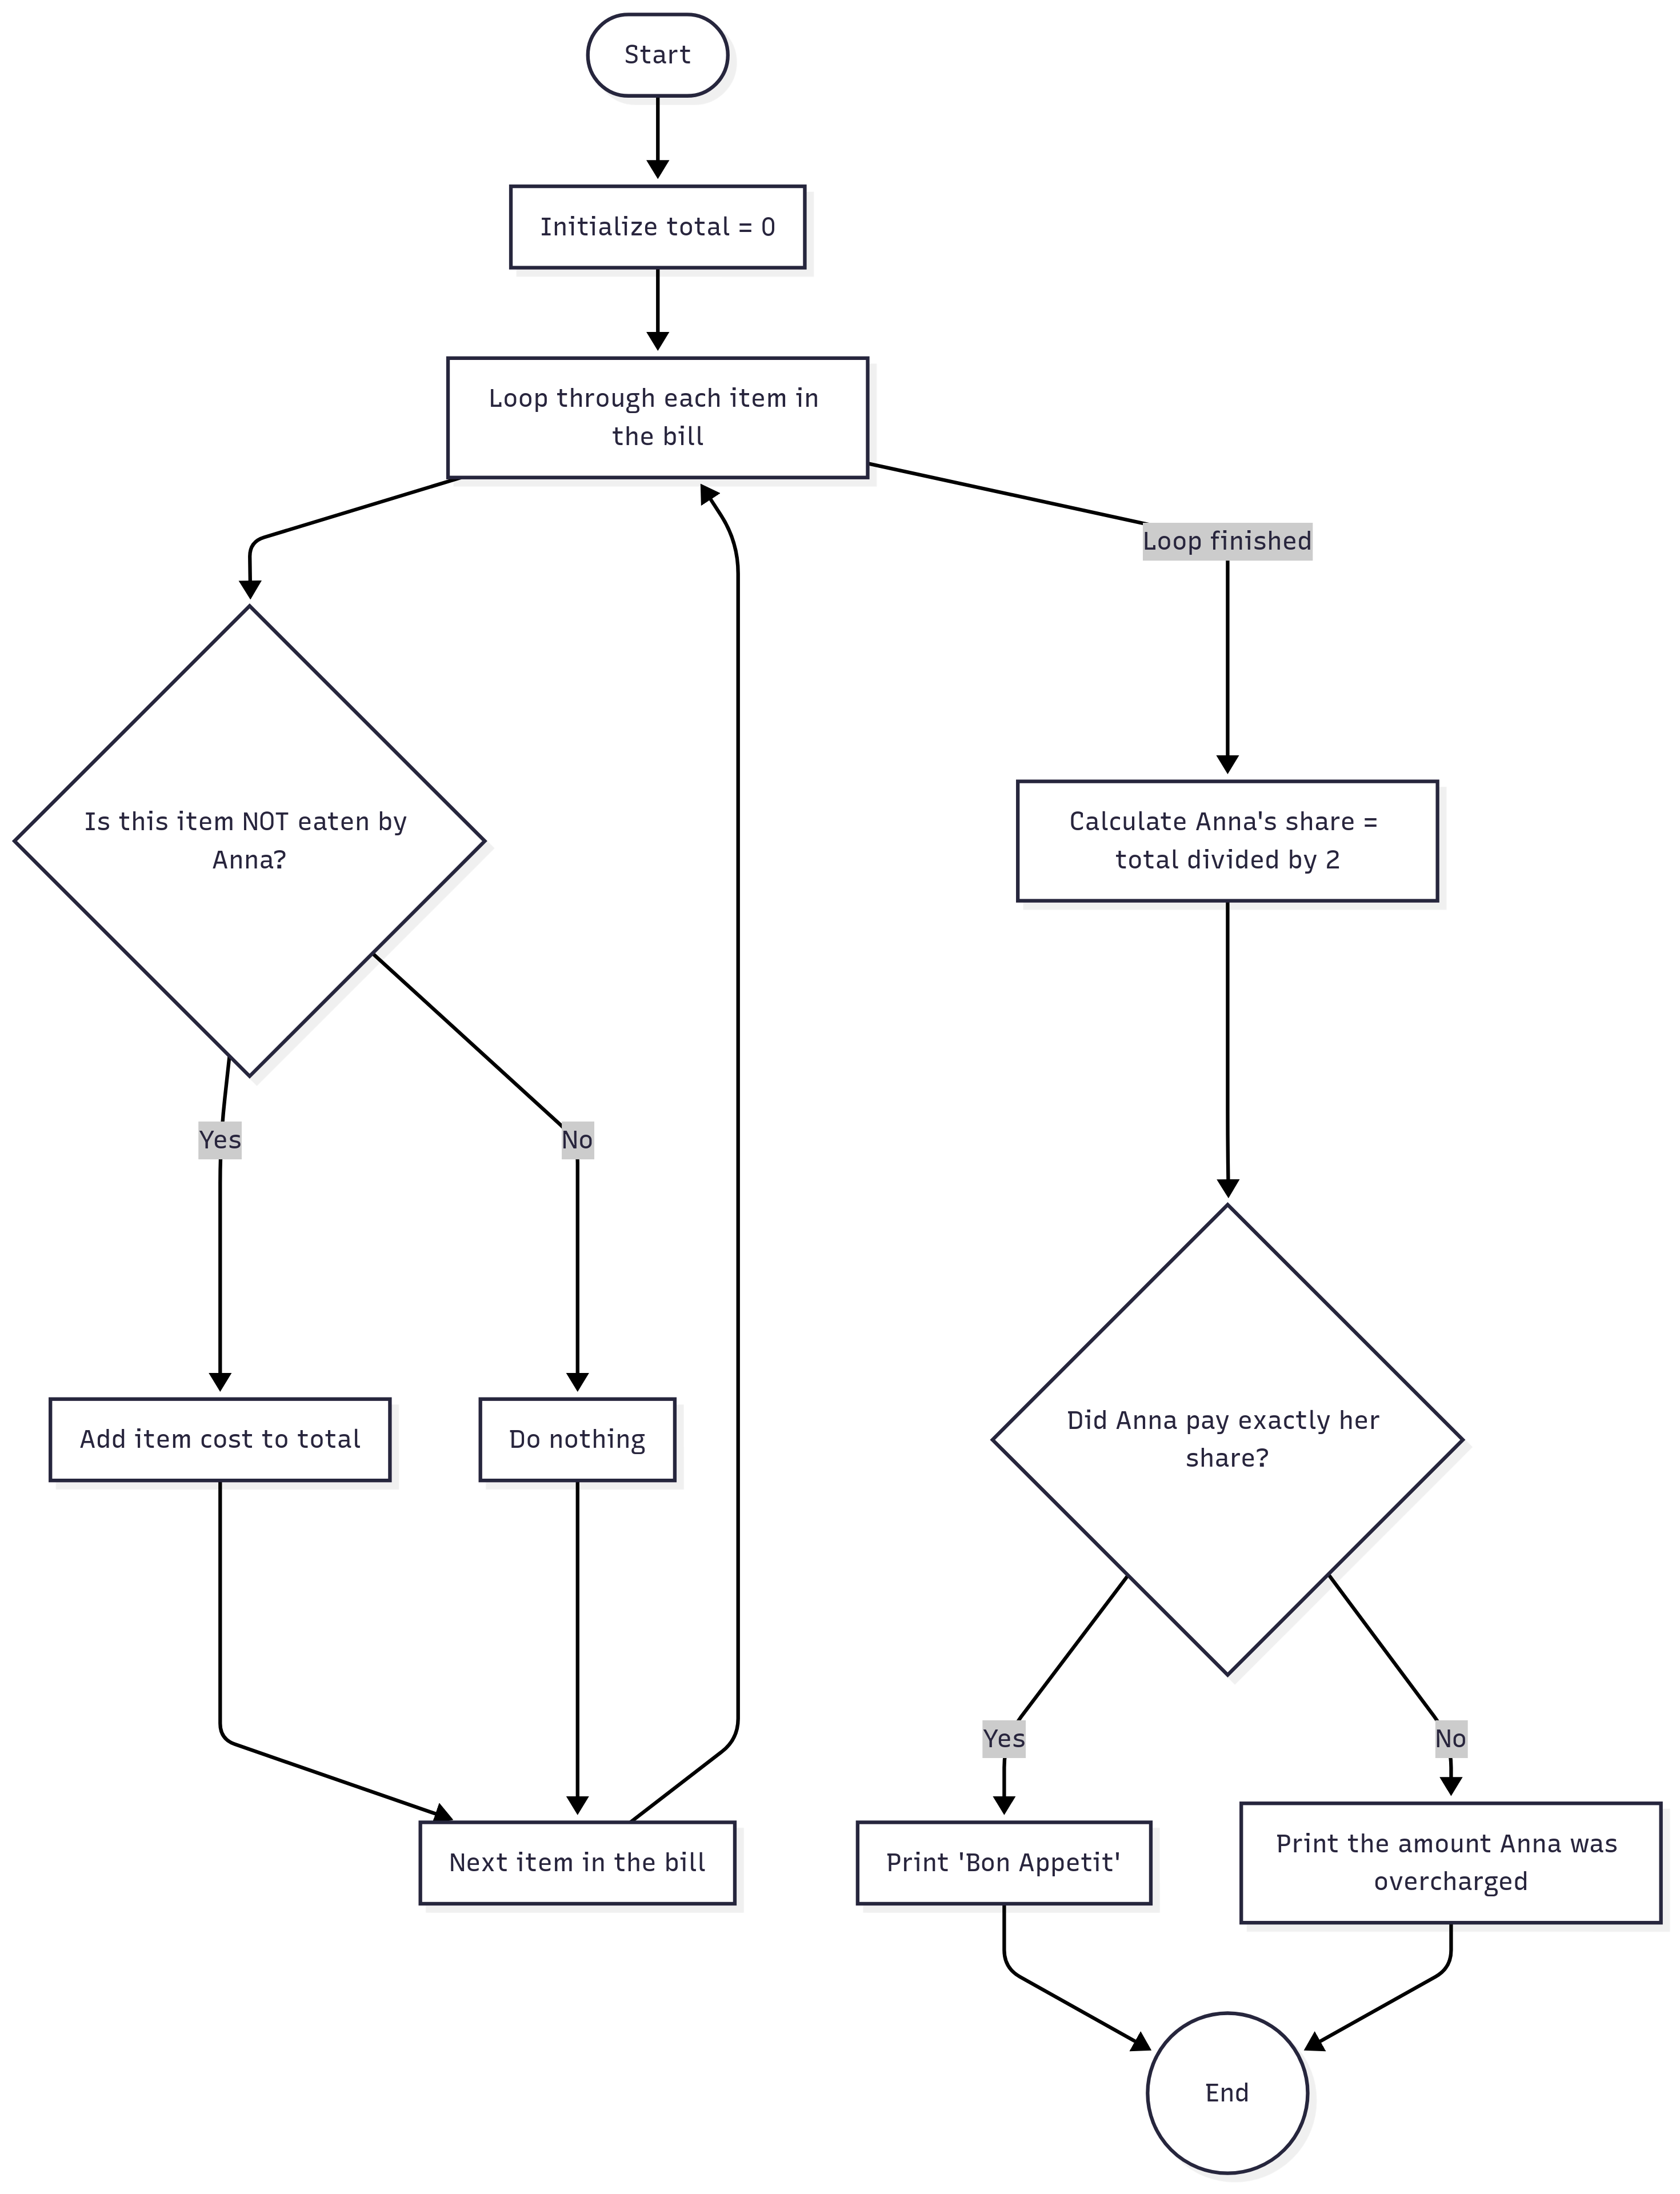 Start
Initialize total = 0
Loop through each item in
the bill
Loop finished
Is this item NOT eaten by
Anna?
Calculate Anna's share =
total divided by 2
Yes
No
Add item cost to total
Do nothing
Did Anna pay exactly her
share?
Yes
No
Next item in the bill
Print 'Bon Appetit'
Print the amount Anna was
overcharged
End